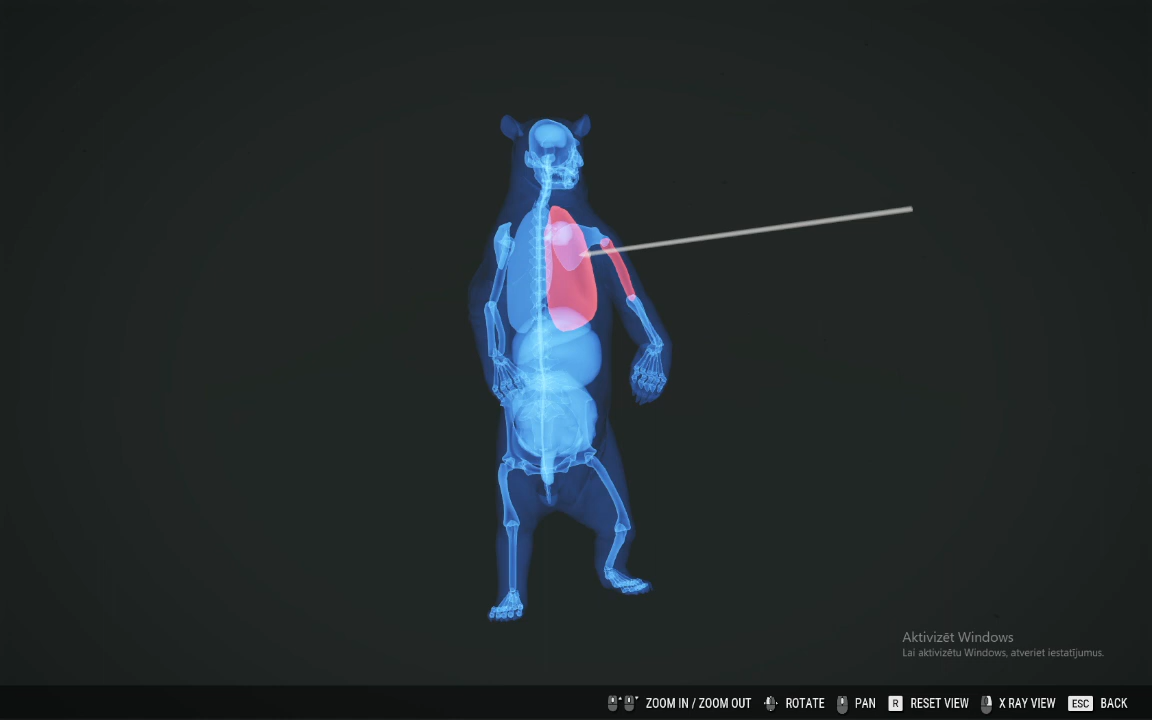 Aktivizēt Windows
Lai aktivizētu Windows, atveriet iestatījumus.
ZOOM IN / ZOOM OUT ROTATE PAN R RESET VIEW X RAY VIEW ESC BACK